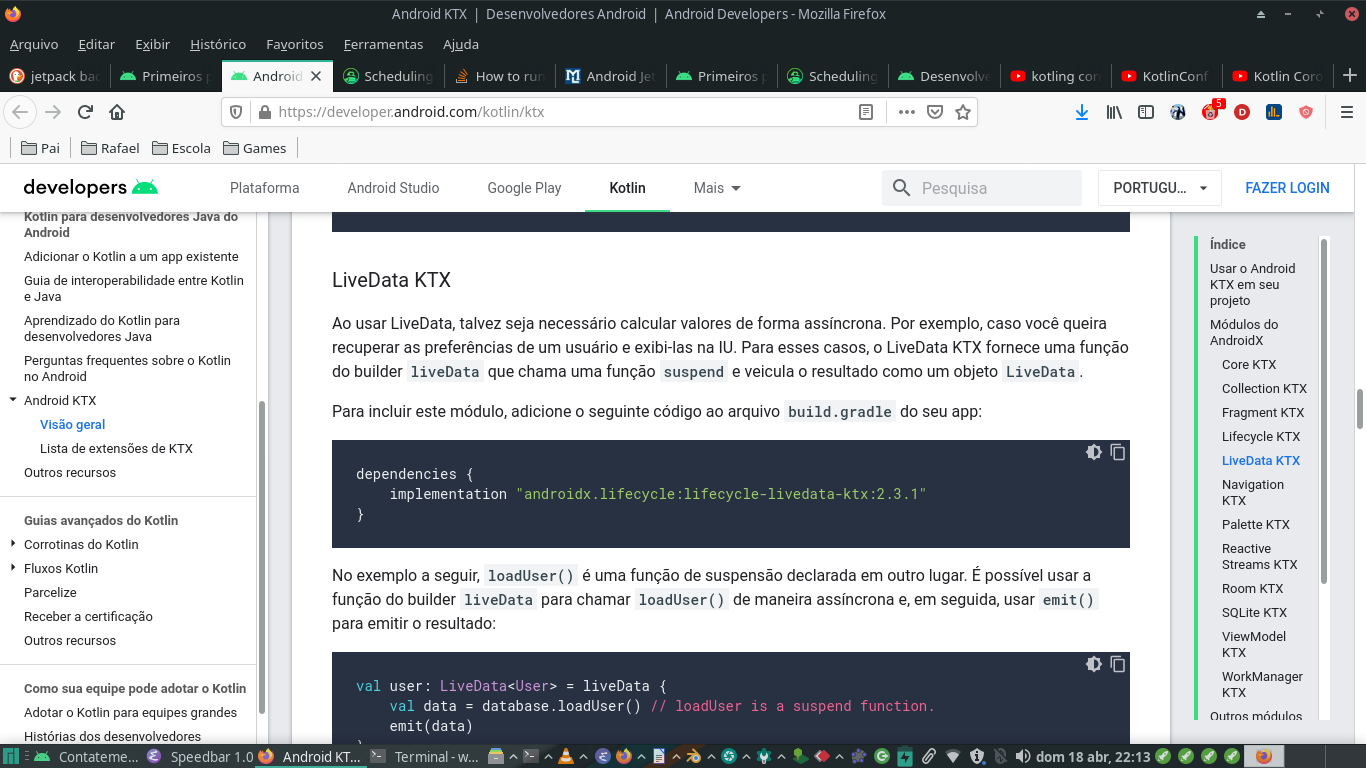 Android KTX | Desenvolvedores Android | Android Developers - Mozilla Firefox
Arquivo Editar Exibir Histórico Favoritos Ferramentas Ajuda
jetpack bac Primeiros p Android Scheduling How to run Android Jet Primeiros p Scheduling Desenvolve kotling con KotlinConf Kotlin Coro
https://developer.android.com/kotlin/ktx
5
Pai Rafael Escola Games
developers Plataforma Android Studio Google Play Kotlin Mais Pesquisa PORTUGU... FAZER LOGIN
Kotlin para desenvolvedores Java do
Android
Adicionar o Kotlin a um app existente
Guia de interoperabilidade entre Kotlin
e Java
Aprendizado do Kotlin para
desenvolvedores Java
Perguntas frequentes sobre o Kotlin
no Android
Android KTX
Visão geral
Lista de extensões de KTX
Outros recursos
Guias avançados do Kotlin
Corrotinas do Kotlin
Fluxos Kotlin
Parcelize
Receber a certificação
Outros recursos
Como sua equipe pode adotar o Kotlin
Adotar o Kotlin para equipes grandes
Histórias dos desenvolvedores
LiveData KTX
Ao usar LiveData, talvez seja necessário calcular valores de forma assíncrona. Por exemplo, caso você queira
recuperar as preferências de um usuário e exibi-las na IU. Para esses casos, o LiveData KTX fornece uma função
do builder liveData que chama uma função suspend e veicula o resultado como um objeto LiveData.
Para incluir este módulo, adicione o seguinte código ao arquivo build.gradle do seu app:
dependencies {
    implementation "androidx.lifecycle:lifecycle-livedata-ktx:2.3.1"
}
No exemplo a seguir, loadUser() é uma função de suspensão declarada em outro lugar. É possível usar a
função do builder liveData para chamar loadUser() de maneira assíncrona e, em seguida, usar emit()
para emitir o resultado:
val user: LiveData<User> = liveData {
    val data = database.loadUser() // loadUser is a suspend function.
    emit(data)
Índice
Usar o Android
KTX em seu
projeto
Módulos do
AndroidX
Core KTX
Collection KTX
Fragment KTX
Lifecycle KTX
LiveData KTX
Navigation
KTX
Palette KTX
Reactive
Streams KTX
Room KTX
SQLite KTX
ViewModel
KTX
WorkManager
KTX
Outros módulos
Contateme... Speedbar 1.0 Android KT... Terminal - w... dom 18 abr, 22:13